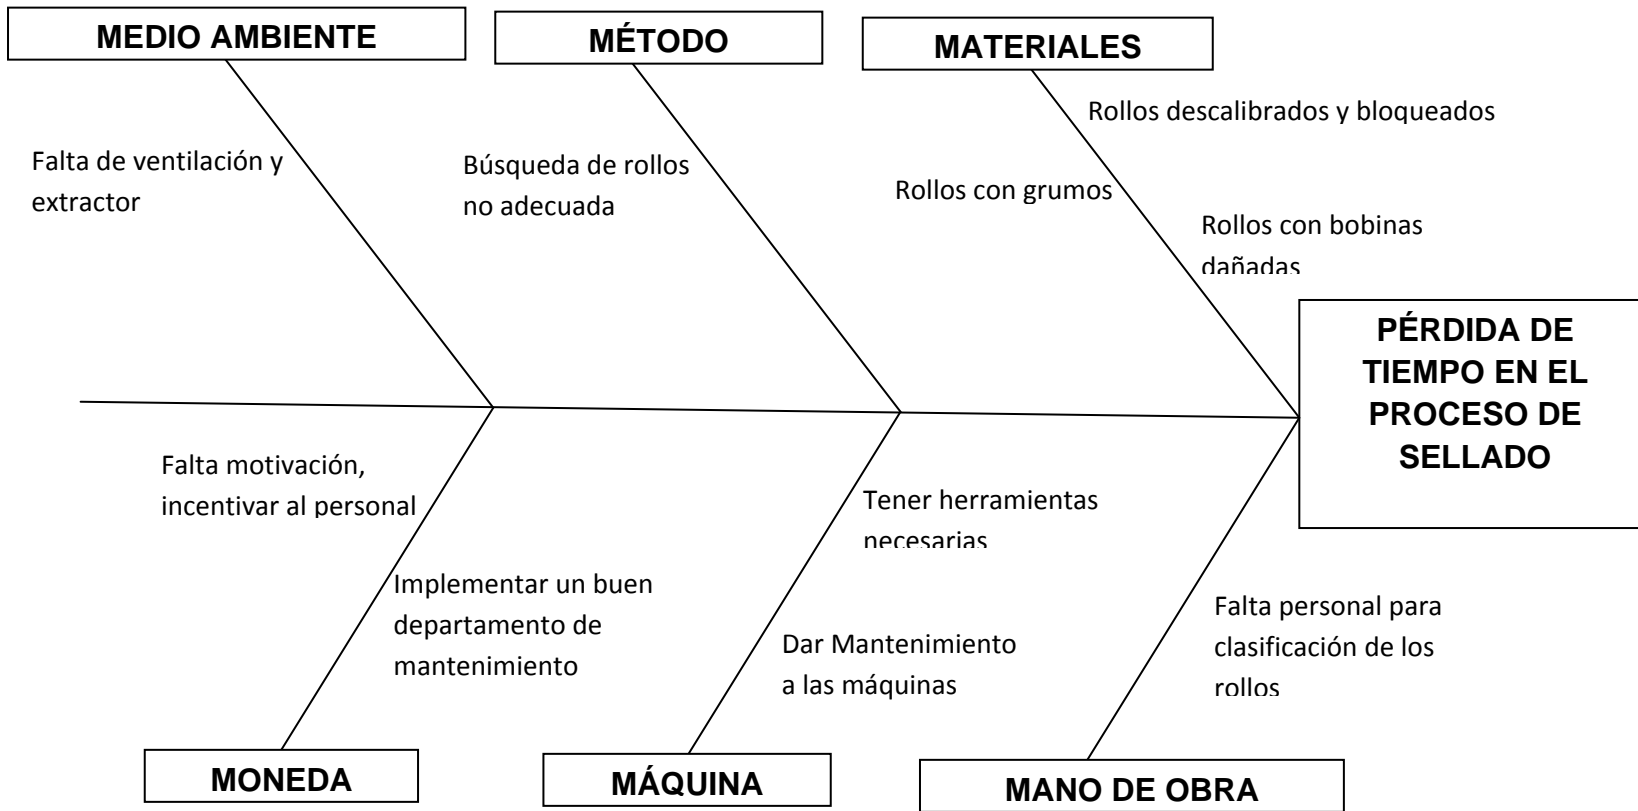 MEDIO AMBIENTE
MÉTODO
MATERIALES
Rollos descalibrados y bloqueados
Falta de ventilación y
extractor
Búsqueda de rollos
no adecuada
Rollos con grumos
Rollos con bobinas
dañadas
PÉRDIDA DE
TIEMPO EN EL
PROCESO DE
SELLADO
Falta motivación,
incentivar al personal
Tener herramientas
necesarias
Implementar un buen
departamento de
mantenimiento
Dar Mantenimiento
a las máquinas
Falta personal para
clasificación de los
rollos
MONEDA
MÁQUINA
MANO DE OBRA